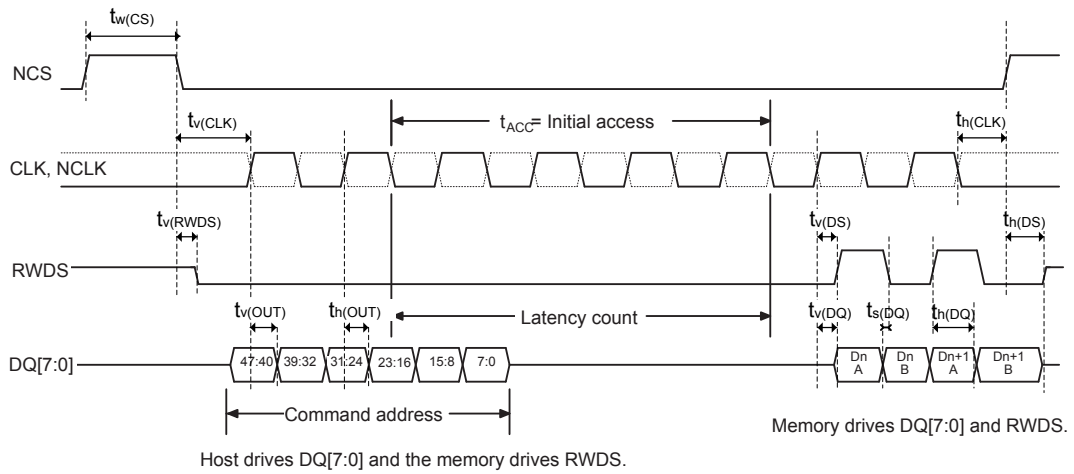 tw(CS)
NCS
tv(CLK)
tACC= Initial access
th(CLK)
CLK, NCLK
tv(RWDS)
tv(DS)
th(DS)
RWDS
tv(OUT)
th(OUT)
Latency count
tv(DQ)
ts(DQ)
th(DQ)
DQ[7:0]
47:40
39:32
31:24
23:16
15:8
7:0
Dn
A
Dn
B
Dn+1
A
Dn+1
B
Command address
Memory drives DQ[7:0] and RWDS.
Host drives DQ[7:0] and the memory drives RWDS.